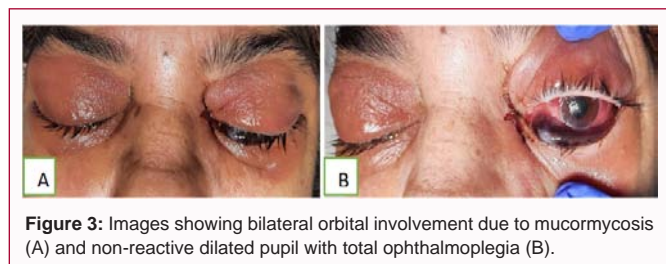 A
B
Figure 3: Images showing bilateral orbital involvement due to mucormycosis
(A) and non-reactive dilated pupil with total ophthalmoplegia (B).